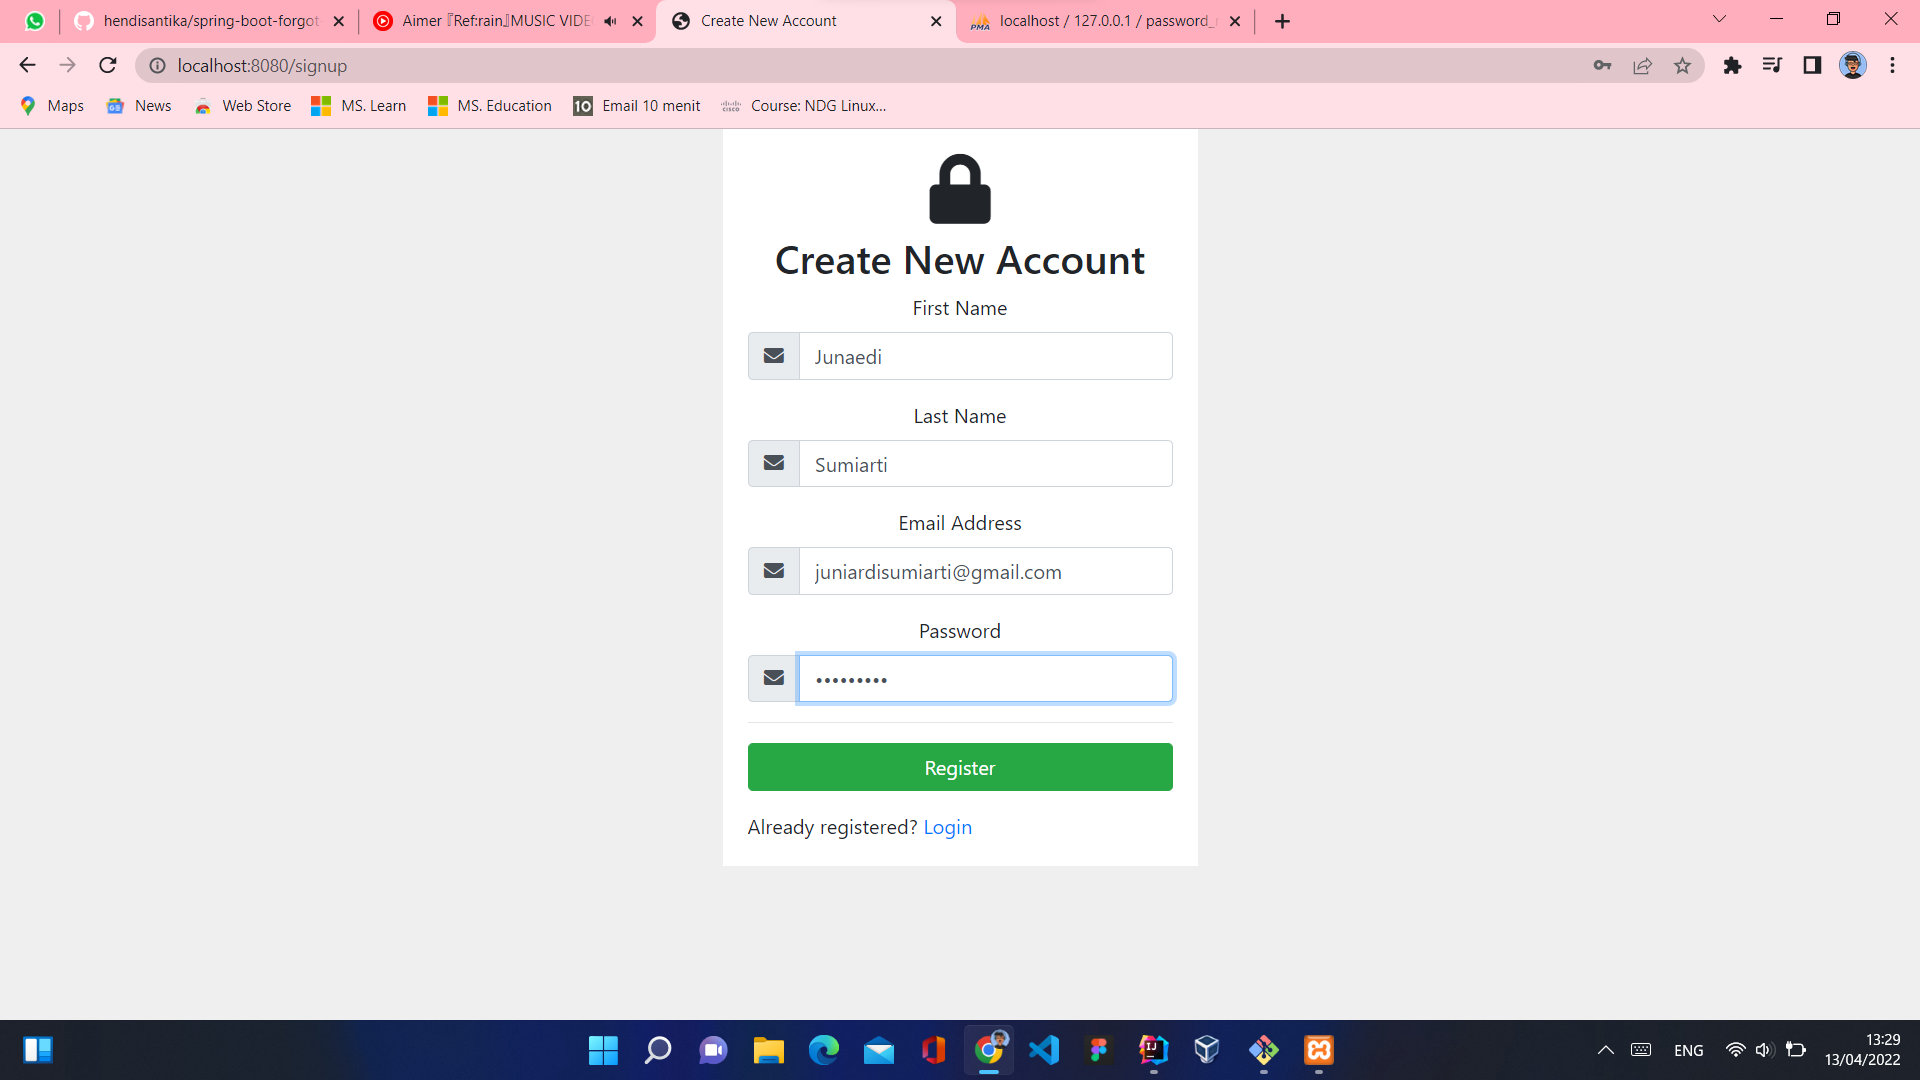 hendisantika/spring-boot-forgot-
Aimer 『Ref:rain』MUSIC VIDE
Create New Account
localhost / 127.0.0.1 / password_r
localhost:8080/signup
Maps
News
Web Store
MS. Learn
MS. Education
10 Email 10 menit
Course: NDG Linux...
Create New Account
First Name
Junaedi
Last Name
Sumiarti
Email Address
juniardisumiarti@gmail.com
Password
•••••••••
Register
Already registered? Login
ENG
13:29
13/04/2022